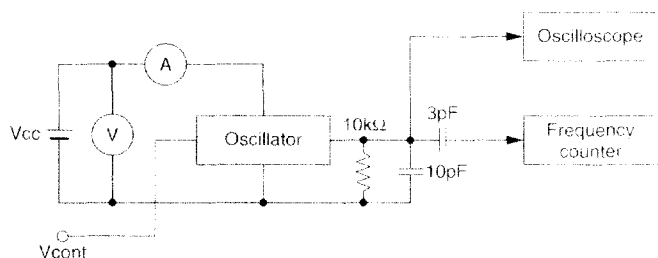 Oscilloscope
A
3pF
10kΩ
Vcc
V
Oscillator
Frequency
counter
10pF
Vcont